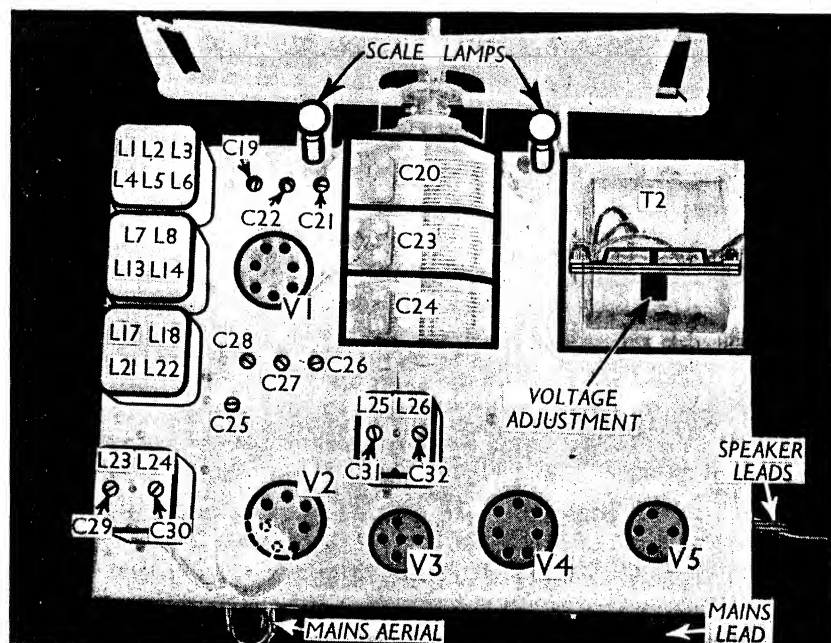 SCALE LAMPS
L1 L2 L3
L4 L5 L6
C19
C22
C21
C20
T2
L7 L8
L13 L14
V1
C23
C24
L17 L18
L21 L22
C28
C27
C26
C25
L25 L26
C31
C32
VOLTAGE
ADJUSTMENT
SPEAKER
LEADS
L23 L24
C29
C30
V2
V3
V4
V5
MAINS AERIAL
MAINS
LEAD